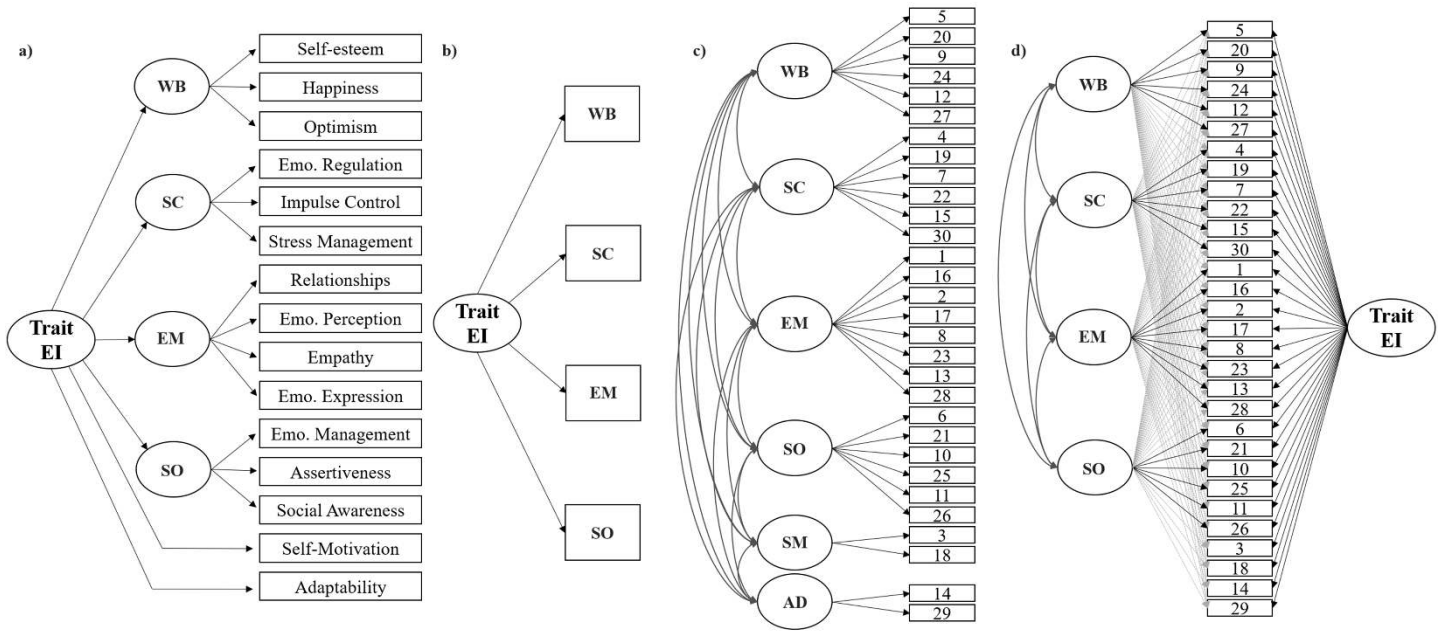 a)
WB
SC
Trait
EI
EM
SO
Self-esteem
Happiness
Optimism
Emo. Regulation
Impulse Control
Stress Management
Relationships
Emo. Perception
Empathy
Emo. Expression
Emo. Management
Assertiveness
Social Awareness
Self-Motivation
Adaptability
b)
Trait
EI
WB
SC
EM
SO
c)
WB
SC
EM
SO
SM
AD
5
20
9
24
12
27
4
19
7
22
15
30
1
16
2
17
8
23
13
28
6
21
10
25
11
26
3
18
14
29
d)
WB
SC
EM
SO
5
20
9
24
12
27
4
19
7
22
15
30
1
16
2
17
8
23
13
28
6
21
10
25
11
26
3
18
14
29
Trait
EI